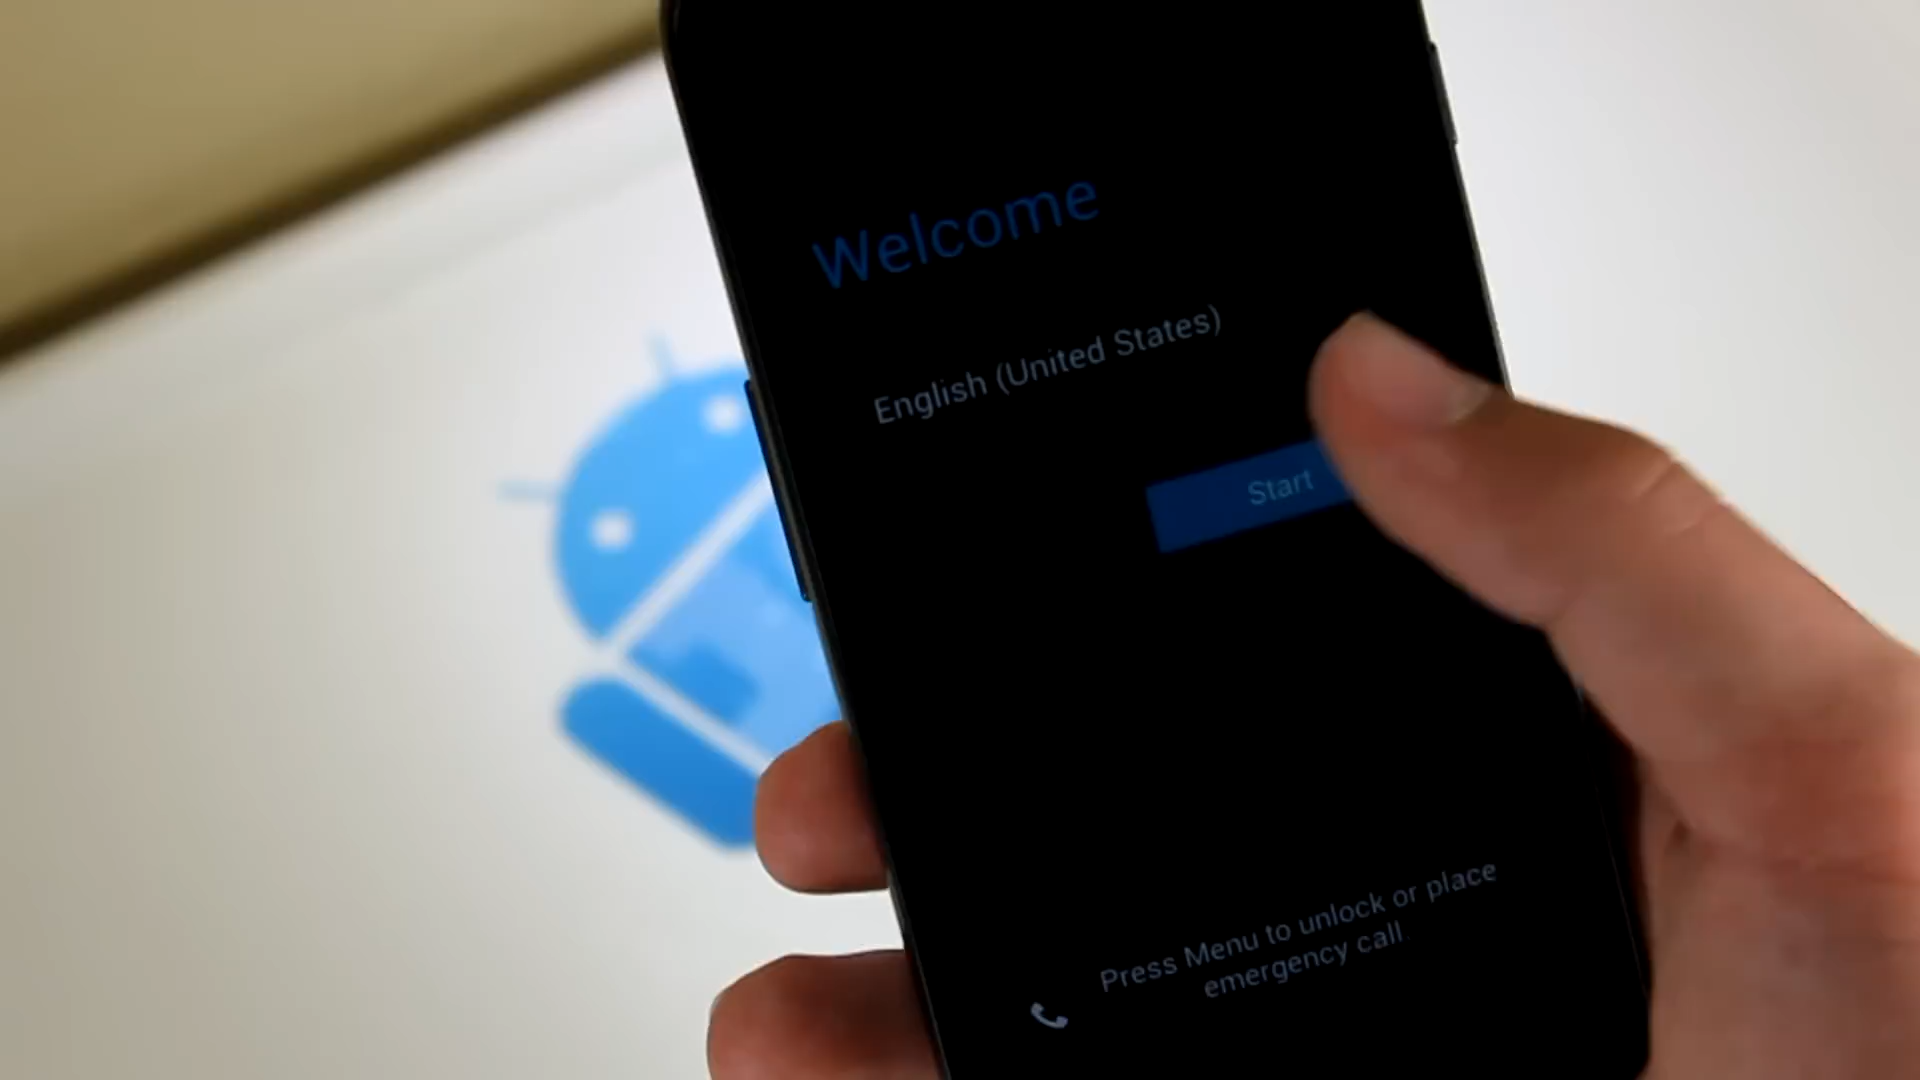 Welcome
English (United States)
Start
Press Menu to unlock or place
emergency call.